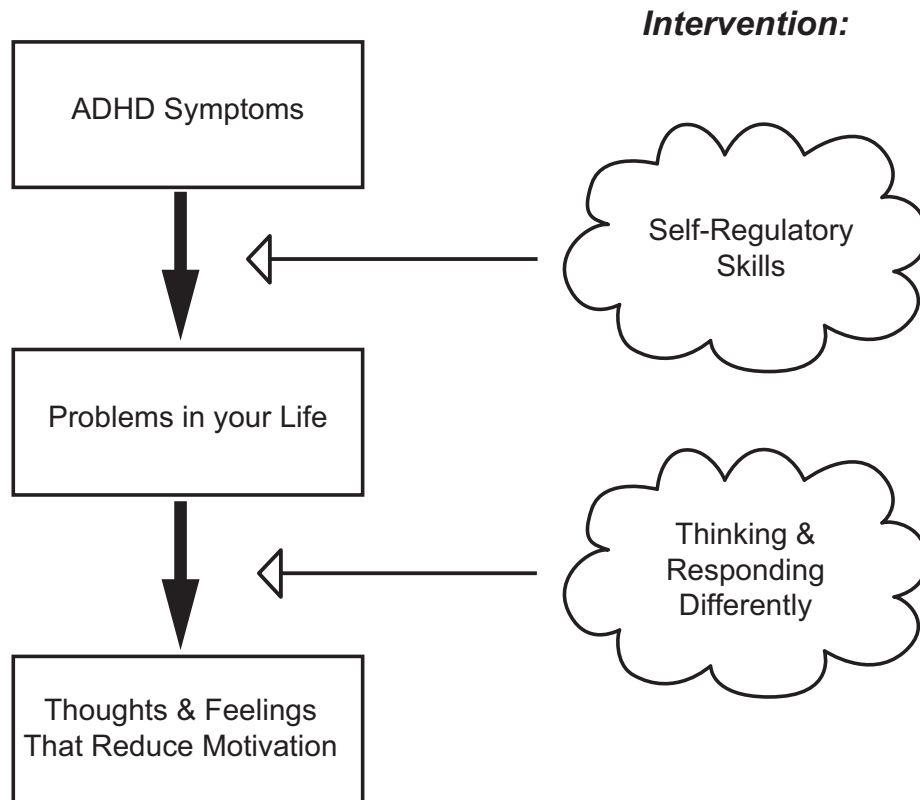 Intervention:
ADHD Symptoms
Self-Regulatory
Skills
Problems in your Life
Thinking &
Responding
Differently
Thoughts & Feelings
That Reduce Motivation